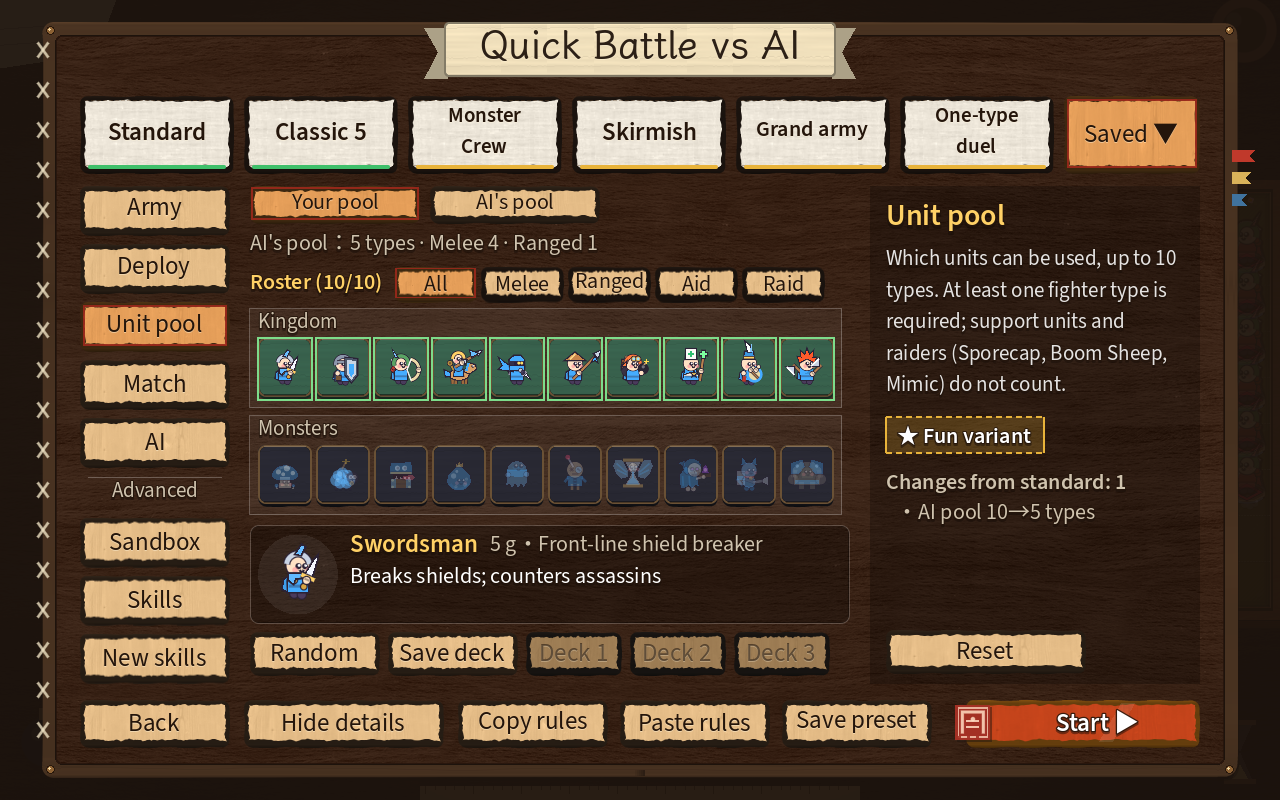 Quick Battle vs AI
Standard
Classic 5
Monster
Crew
Skirmish
Grand army
One-type
duel
Saved ▼
Army
Deploy
Unit pool
Match
AI
Advanced
Sandbox
Skills
New skills
Your pool
AI's pool
AI's pool：5 types · Melee 4 · Ranged 1
Roster (10/10)
All
Melee
Ranged
Aid
Raid
Kingdom
Monsters
Swordsman 5 g・Front-line shield breaker
Breaks shields; counters assassins
Random
Save deck
Deck 1
Deck 2
Deck 3
Unit pool
Which units can be used, up to 10
types. At least one fighter type is
required; support units and
raiders (Sporecap, Boom Sheep,
Mimic) do not count.
★ Fun variant
Changes from standard: 1
・AI pool 10→5 types
Reset
Back
Hide details
Copy rules
Paste rules
Save preset
Start ▶